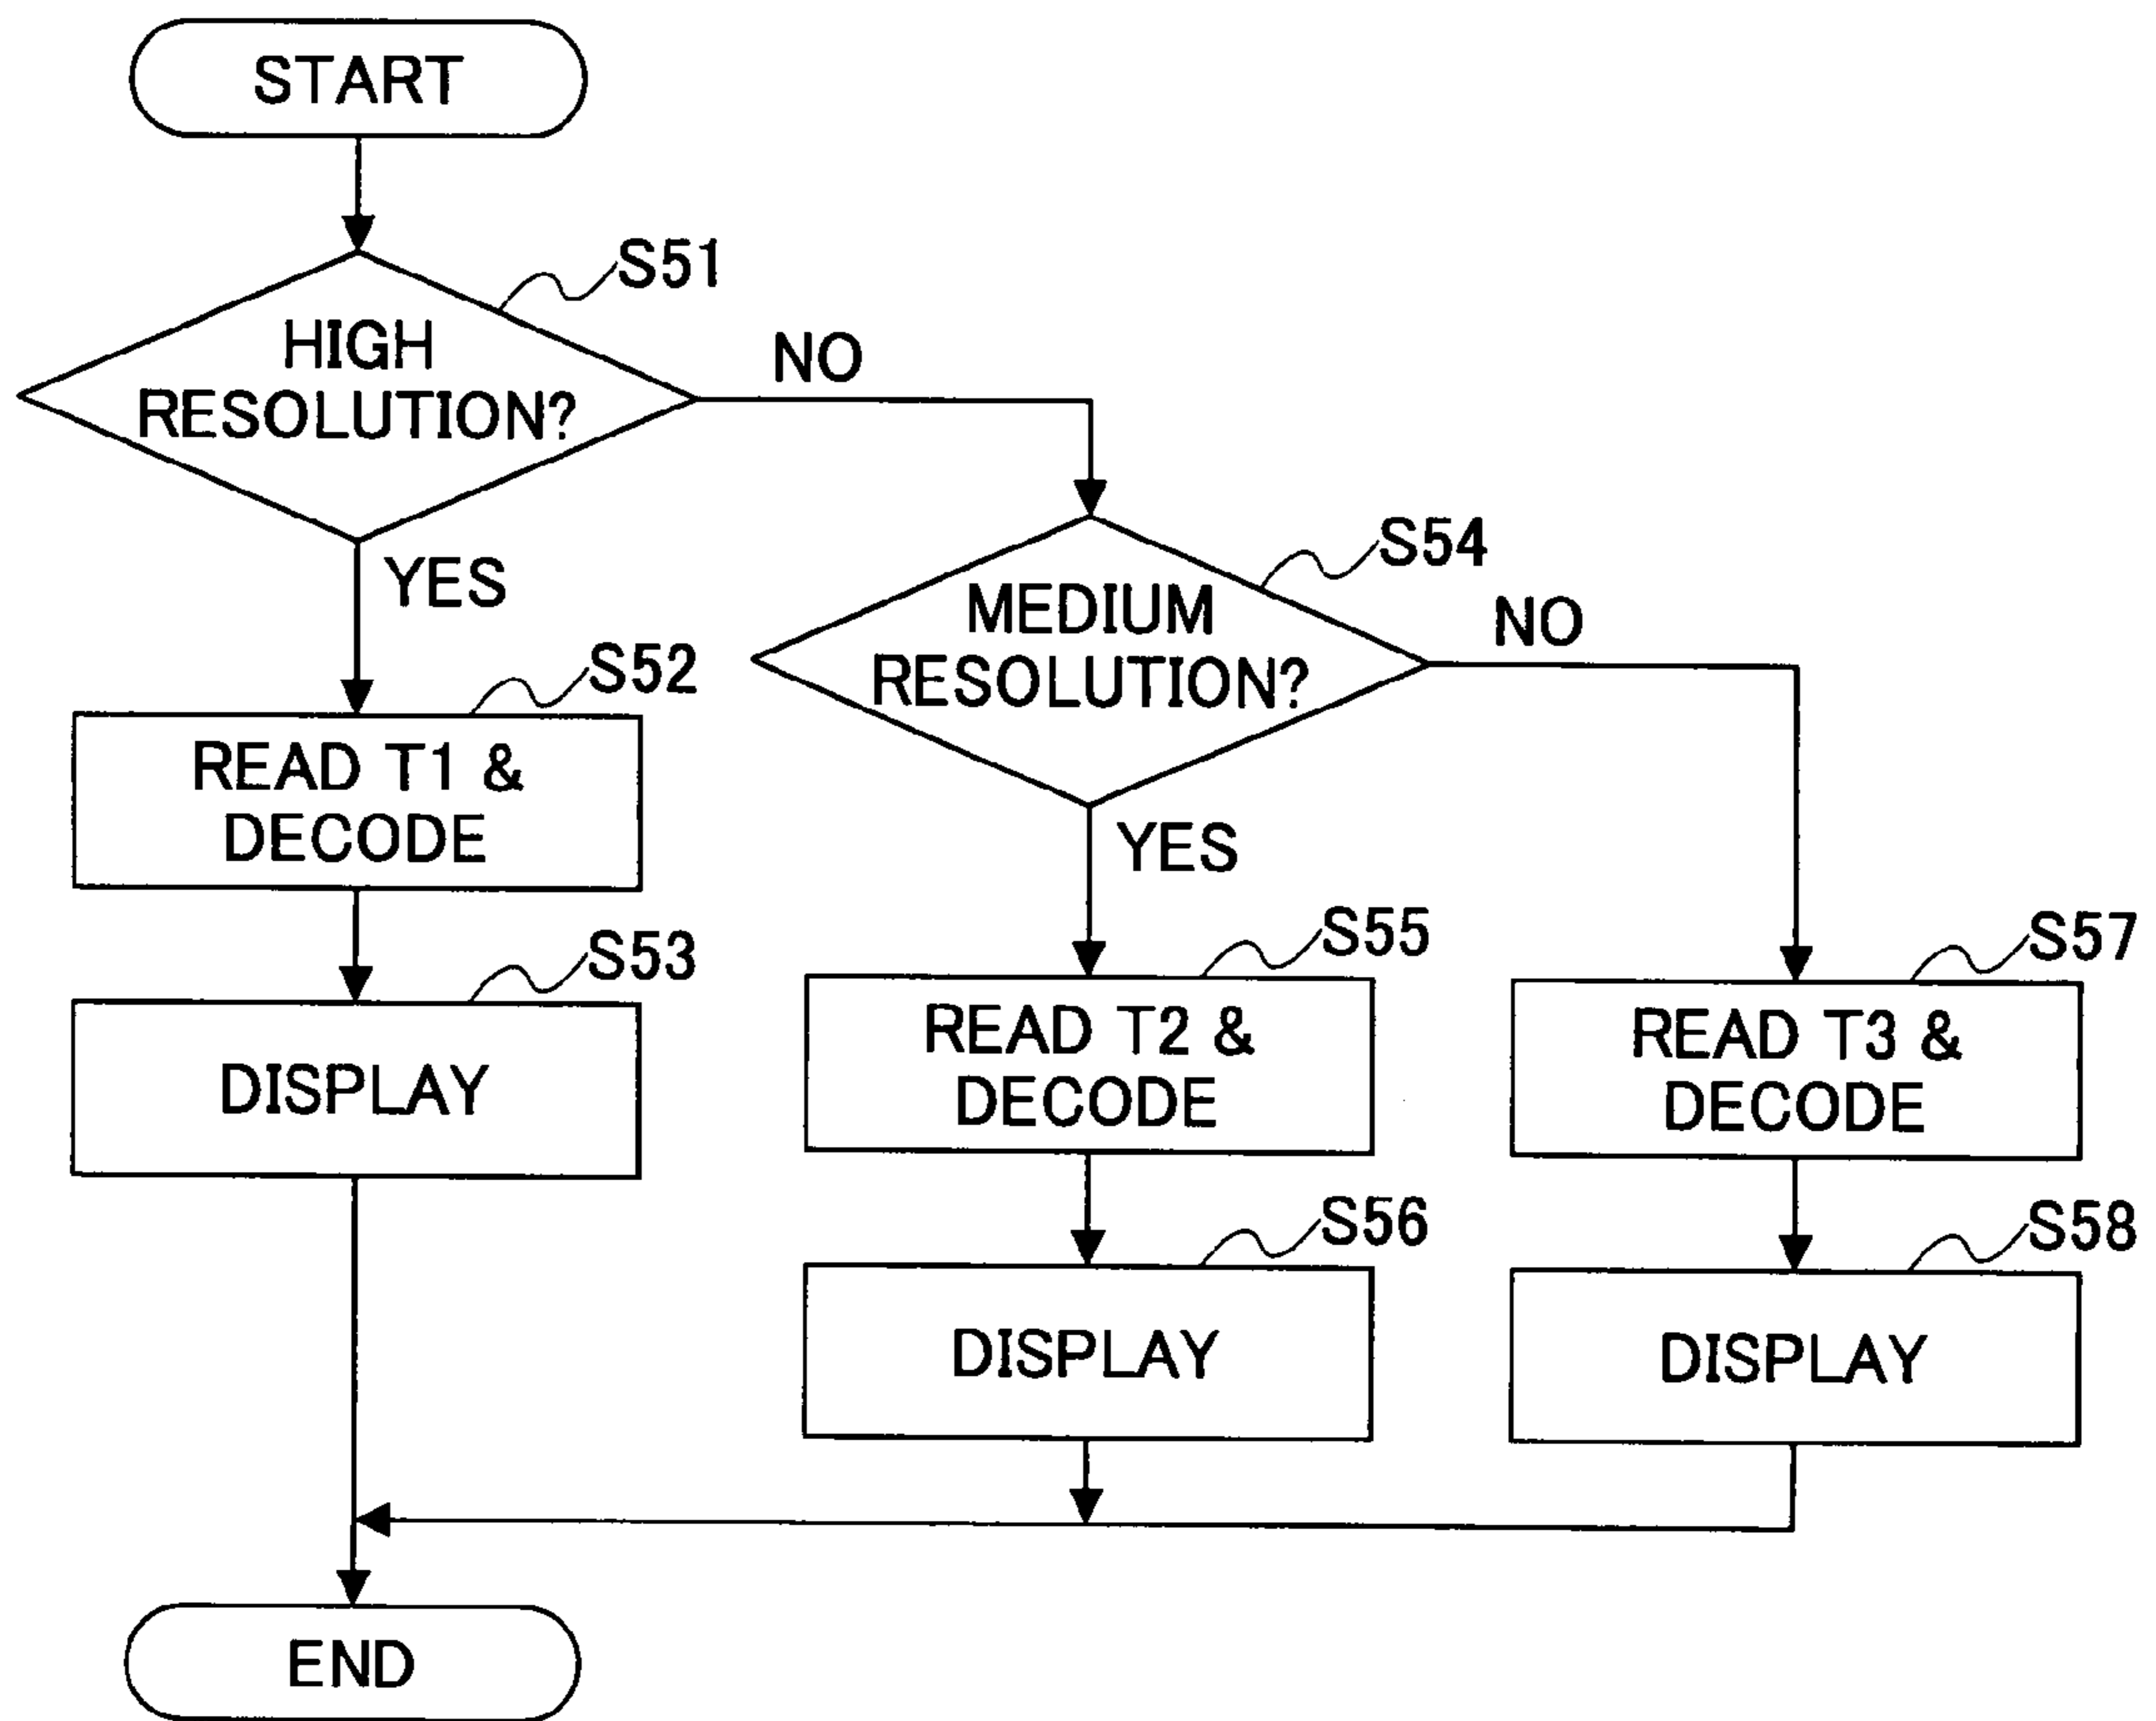 START
S51
HIGH
RESOLUTION?
NO
YES
S54
MEDIUM
RESOLUTION?
NO
YES
S52
READ T1 &
DECODE
S53
DISPLAY
S55
READ T2 &
DECODE
S56
DISPLAY
S57
READ T3 &
DECODE
S58
DISPLAY
END